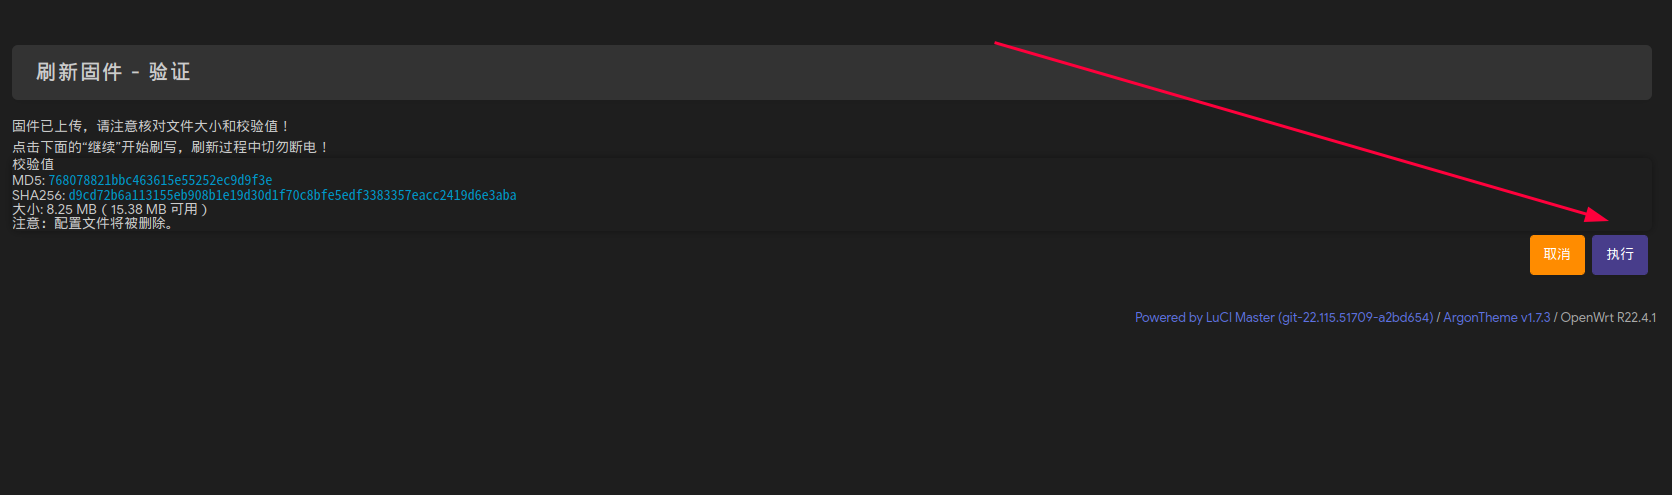 刷新固件 - 验证
固件已上传，请注意核对文件大小和校验值！
点击下面的“继续”开始刷写，刷新过程中切勿断电！
校验值
MD5: 768078821bbc463615e55252ec9d9f3e
SHA256: d9cd72b6a113155eb908b1e19d30d1f70c8bfe5edf3383357eacc2419d6e3aba
大小: 8.25 MB（15.38 MB 可用）
注意：配置文件将被删除。
取消 执行
Powered by LuCI Master (git-22.115.51709-a2bd654) / ArgonTheme v1.7.3 / OpenWrt R22.4.1